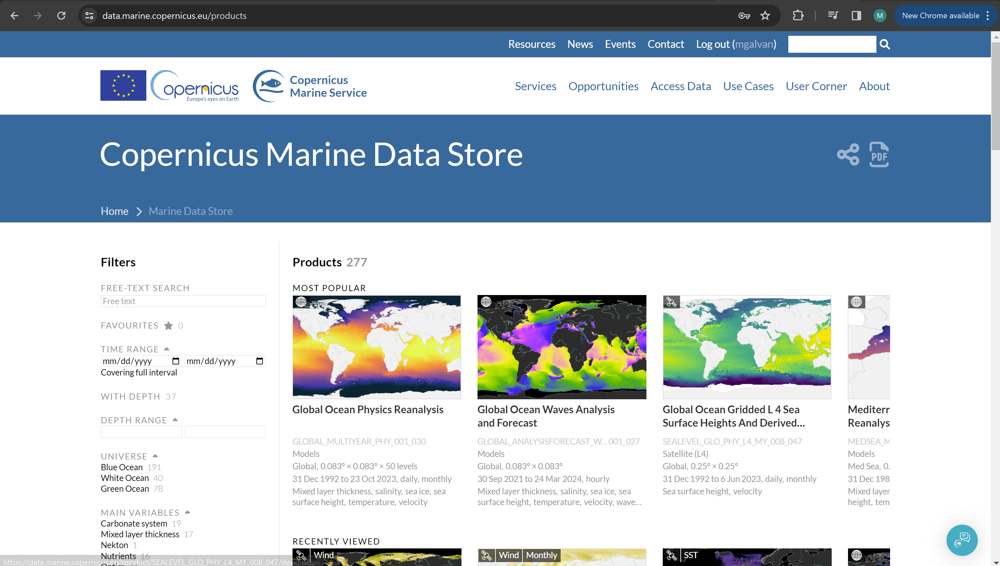 data.marine.copernicus.eu/products
M
New Chrome available
Resources News Events Contact Log out (mgalvan)
opernicus
Europe's eyes on Earth
Copernicus
Marine Service
Services Opportunities Access Data Use Cases User Corner About
Copernicus Marine Data Store
PDF
Home Marine Data Store
Filters
FREE-TEXT SEARCH
Free text
FAVOURITES 0
TIME RANGE
mm/dd/yyyy mm/dd/yyyy
Covering full interval
WITH DEPTH 37
DEPTH RANGE
UNIVERSE
Blue Ocean 191
White Ocean 40
Green Ocean 78
MAIN VARIABLES
Carbonate system 19
Mixed layer thickness 17
Nekton 1
Nutrients 16
Products 277
MOST POPULAR
Global Ocean Physics Reanalysis
GLOBAL_MULTIYEAR_PHY_001_030
Models
Global, 0.083° × 0.083° × 50 levels
31 Dec 1992 to 23 Oct 2023, daily, monthly
Mixed layer thickness, salinity, sea ice, sea
surface height, temperature, velocity
Global Ocean Waves Analysis
and Forecast
GLOBAL_ANALYSISFORECAST_W…001_027
Models
Global, 0.083° × 0.083°
30 Sep 2021 to 24 Mar 2024, hourly
Mixed layer thickness, salinity, sea ice, sea
surface height, temperature, velocity, wave…
Global Ocean Gridded L 4 Sea
Surface Heights And Derived…
SEALEVEL_GLO_PHY_L4_MY_008_047
Satellite (L4)
Global, 0.25° × 0.25°
31 Dec 1992 to 6 Jun 2023, daily, monthly
Sea surface height, velocity
Mediterr
Reanalys
MEDSEA_M
Models
Med Sea, 0.
31 Dec 198
Mixed layer
height, tem
RECENTLY VIEWED
Wind
Wind Monthly
SST
https://data.marine.copernicus.eu/product/SEALEVEL_GLO_PHY_L4_MY_008_047/description